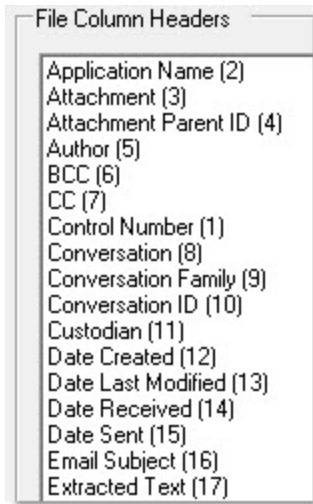 File Column Headers
Application Name (2)
Attachment (3)
Attachment Parent ID (4)
Author (5)
BCC (6)
CC (7)
Control Number (1)
Conversation (8)
Conversation Family (9)
Conversation ID (10)
Custodian (11)
Date Created (12)
Date Last Modified (13)
Date Received (14)
Date Sent (15)
Email Subject (16)
Extracted Text (17)